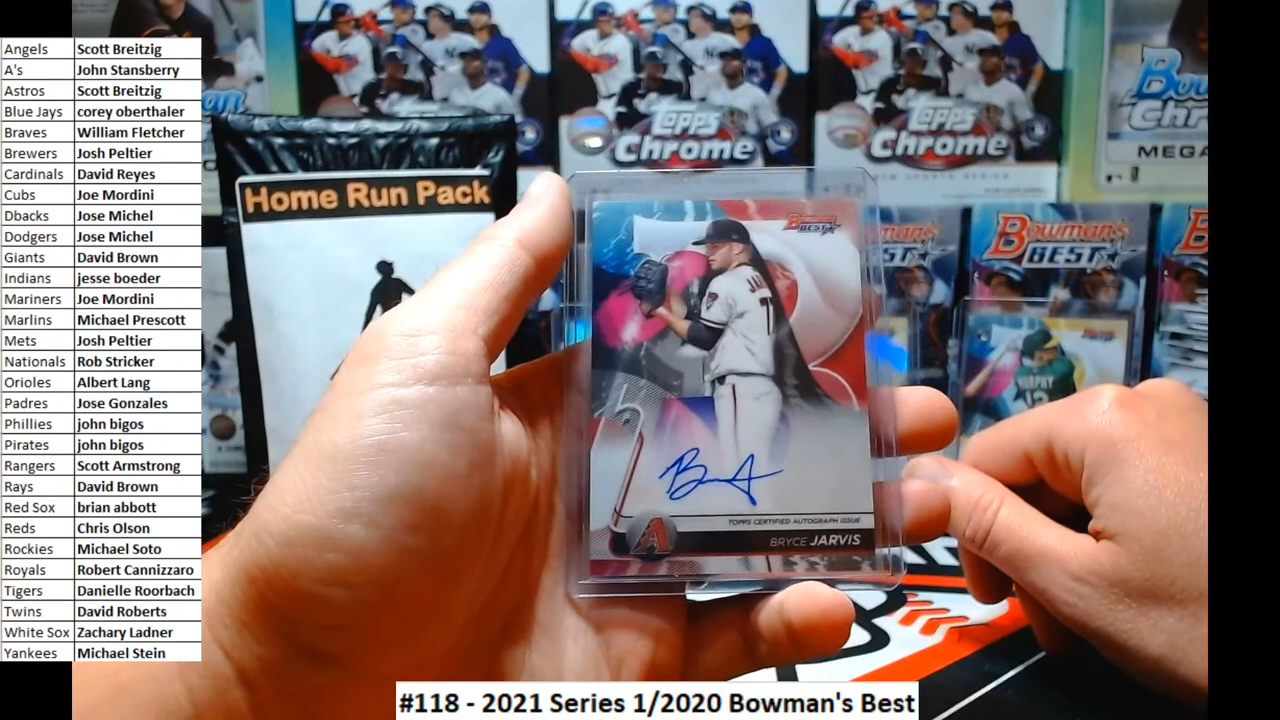 Angels Scott Breitzig
A's John Stansberry
Astros Scott Breitzig
Blue Jays corey oberthaler
Braves William Fletcher
Brewers Josh Peltier
Cardinals David Reyes
Cubs Joe Mordini
Dbacks Jose Michel
Dodgers Jose Michel
Giants David Brown
Indians jesse boeder
Mariners Joe Mordini
Marlins Michael Prescott
Mets Josh Peltier
Nationals Rob Stricker
Orioles Albert Lang
Padres Jose Gonzales
Phillies john bigos
Pirates john bigos
Rangers Scott Armstrong
Rays David Brown
Red Sox brian abbott
Reds Chris Olson
Rockies Michael Soto
Royals Robert Cannizzaro
Tigers Danielle Roorbach
Twins David Roberts
White Sox Zachary Ladner
Yankees Michael Stein
Topps
Chrome
Topps
Chrome
MEGA
Home Run Pack
Bowman's
BEST
TOPPS CERTIFIED AUTOGRAPH ISSUE
BRYCE JARVIS
Bowman's
BEST
MURPHY
#118 - 2021 Series 1/2020 Bowman's Best